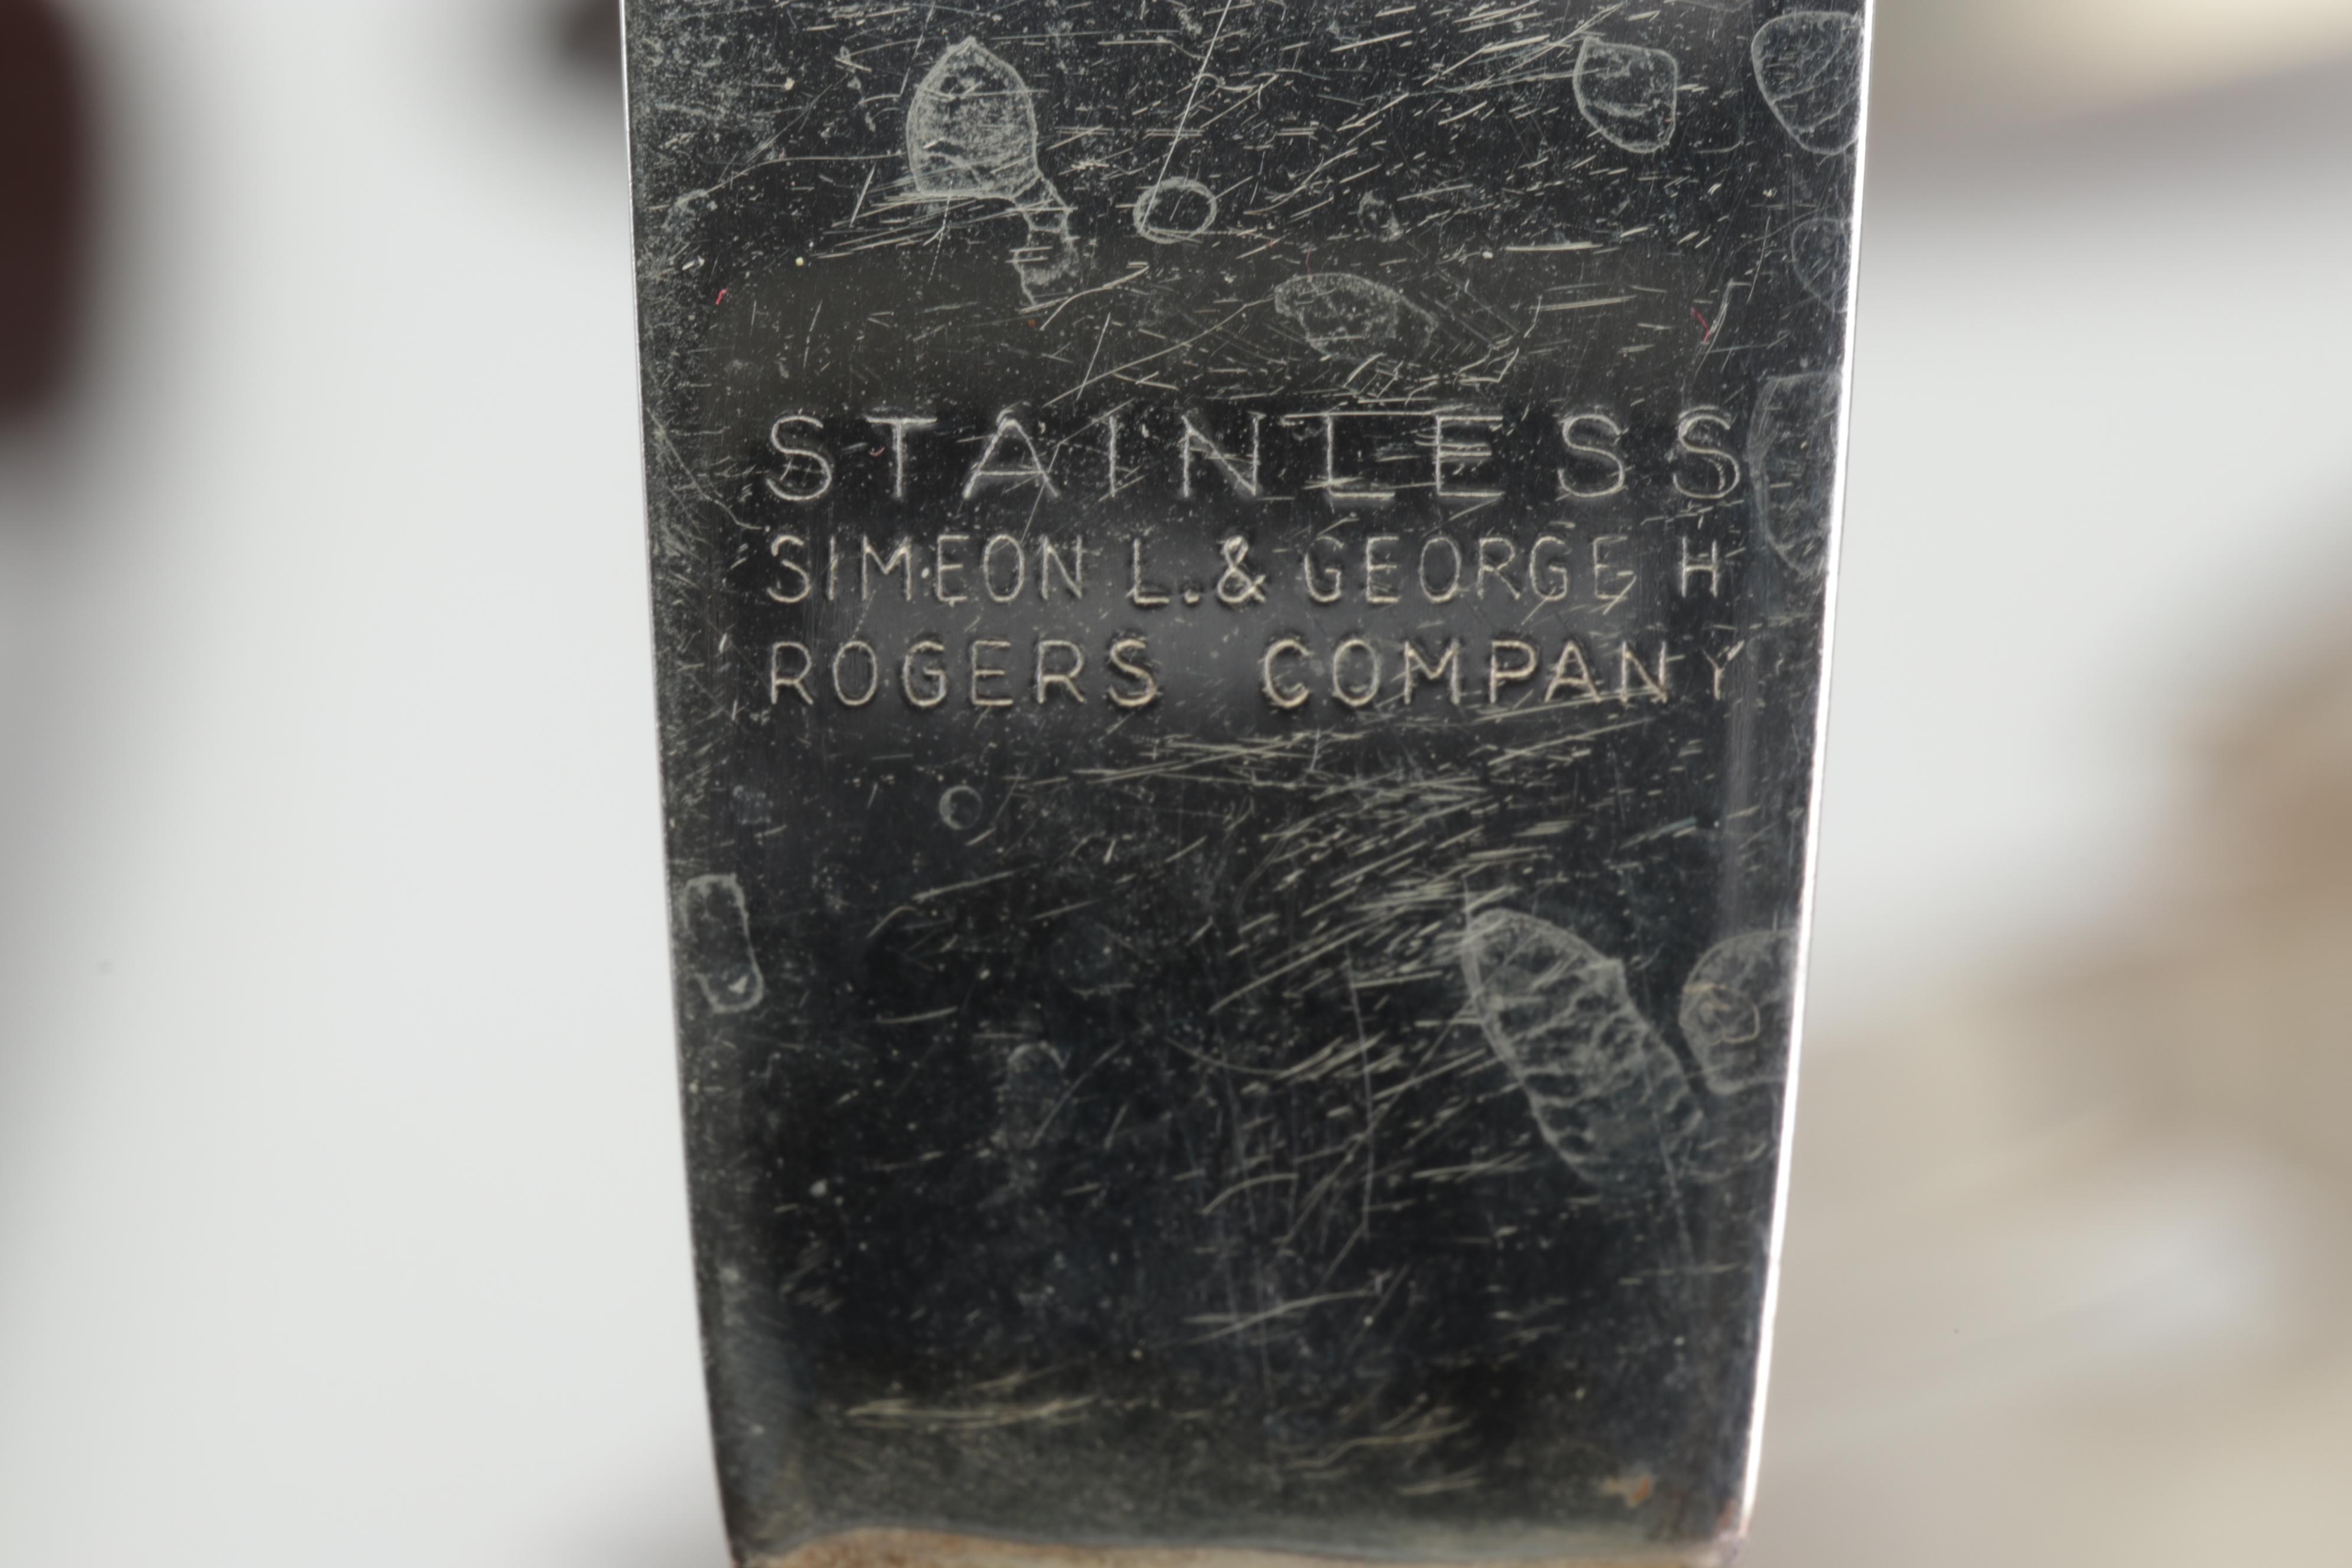 STAINLESS
SIMEON L. & GEORGE H
ROGERS COMPANY